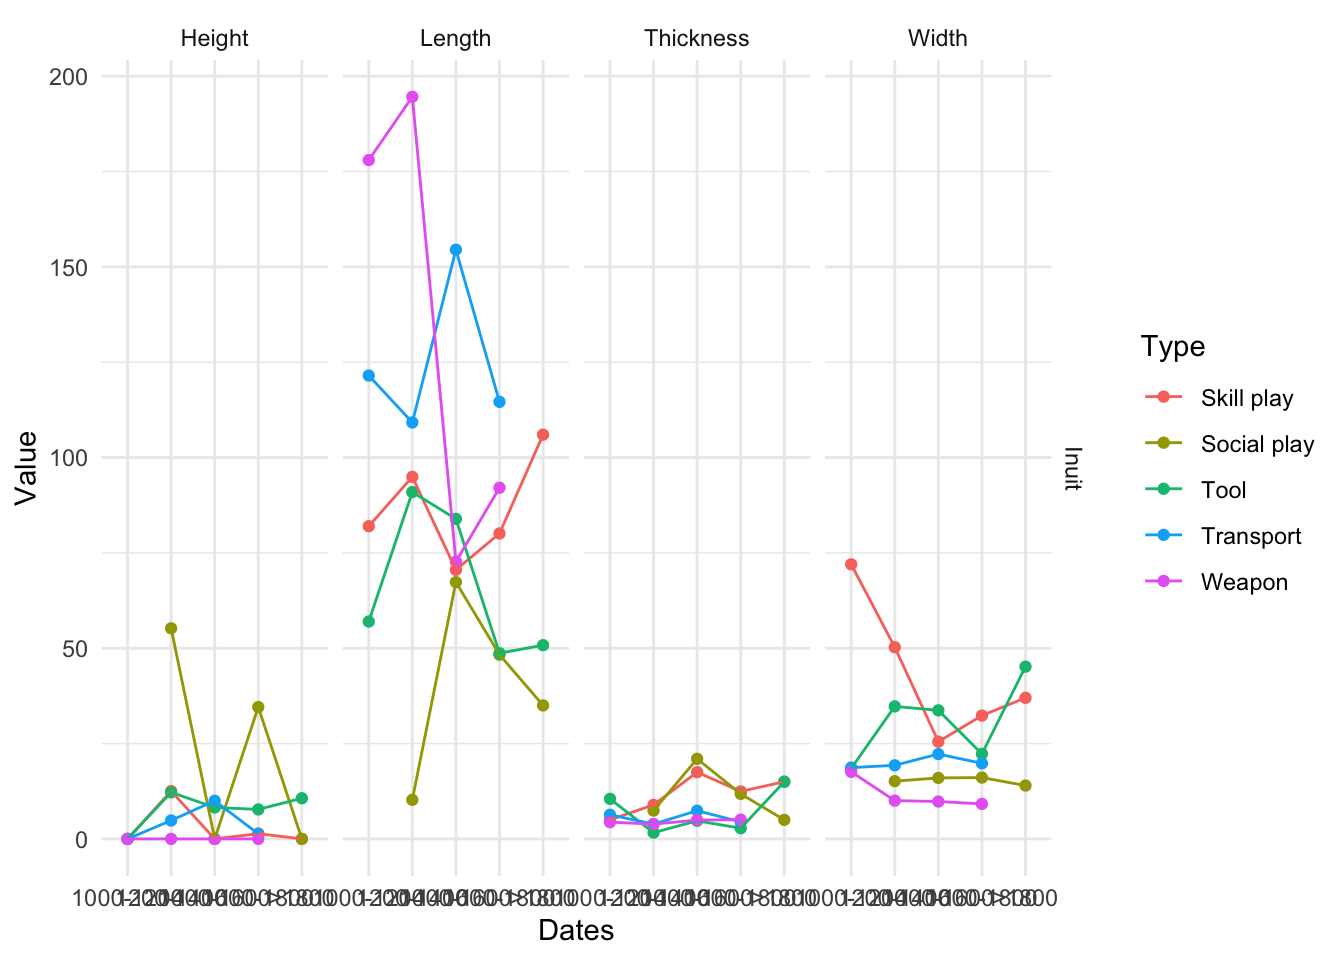 Height Length Thickness Width
200
150
100
50
0
Value
Dates
Inuit
Type
Skill play
Social play
Tool
Transport
Weapon